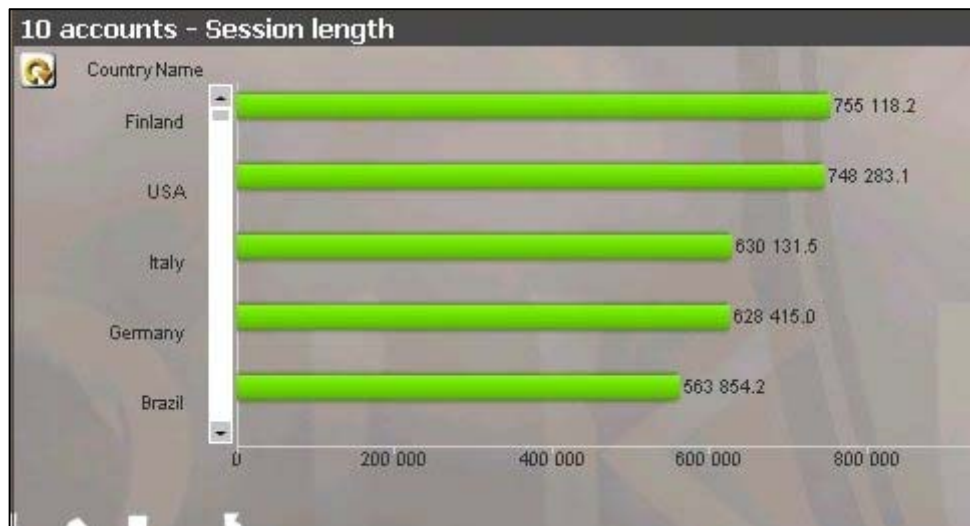 10 accounts - Session length
Country Name
Finland 755 118.2
USA 748 283.1
Italy 630 131.5
Germany 628 415.0
Brazil 563 854.2
0 200 000 400 000 600 000 800 000